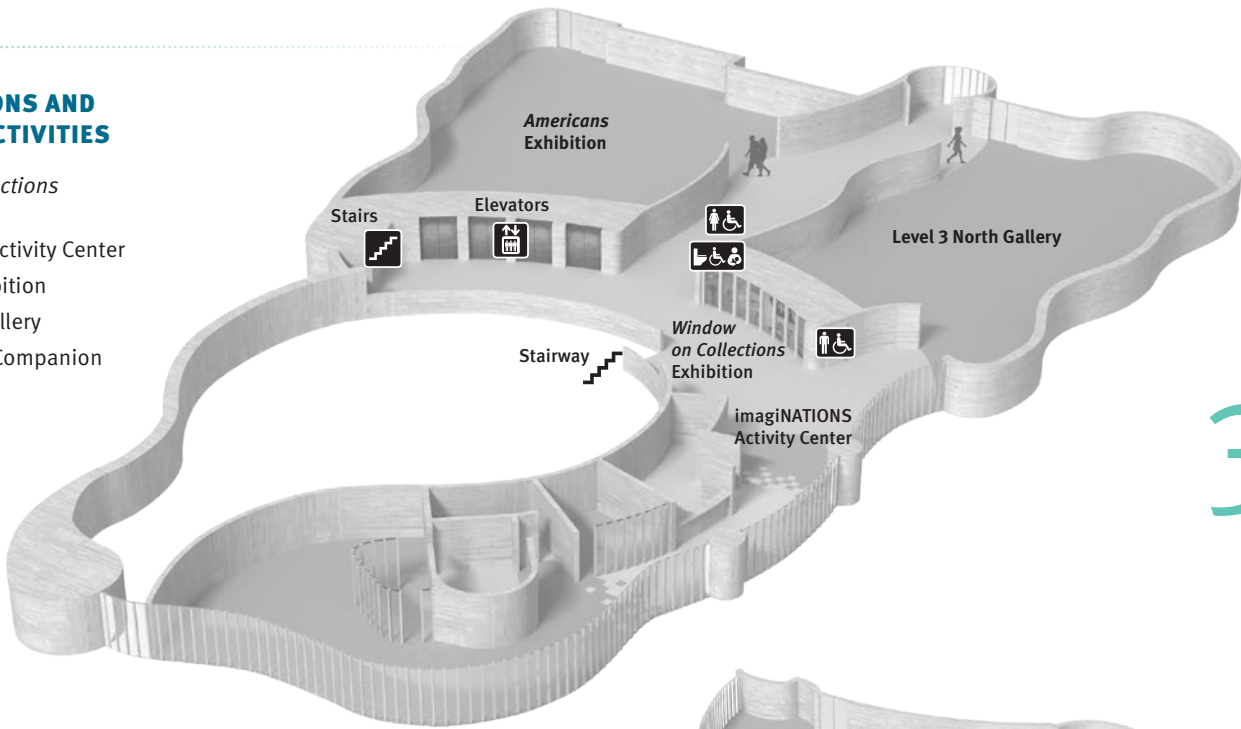 ONS AND
CTIVITIES
ctions
ctivity Center
bition
allery
Companion
Americans
Exhibition
Stairs
Elevators
Level 3 North Gallery
Window
on Collections
Exhibition
Stairway
imagiNATIONS
Activity Center
3